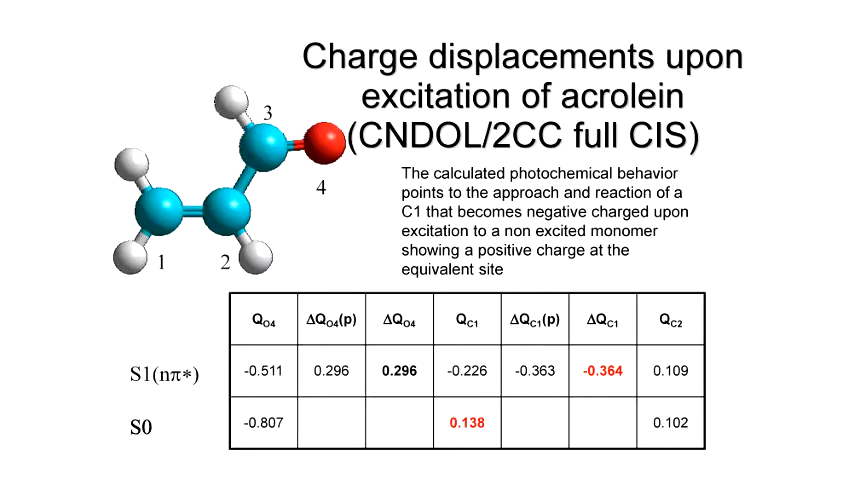 Charge displacements upon
excitation of acrolein
(CNDOL/2CC full CIS)
3
4
1 2
The calculated photochemical behavior
points to the approach and reaction of a
C1 that becomes negative charged upon
excitation to a non excited monomer
showing a positive charge at the
equivalent site
QO4 ΔQO4(p) ΔQO4 QC1 ΔQC1(p) ΔQC1 QC2
S1(nπ*) -0.511 0.296 0.296 -0.226 -0.363 -0.364 0.109
S0 -0.807 0.138 0.102